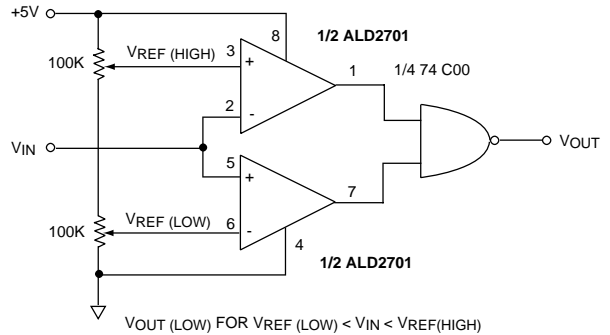 +5V
8
1/2 ALD2701
100K
VREF (HIGH)
3
+
1
1/4 74 C00
2
-
VIN
VOUT
5
+
7
100K
VREF (LOW)
6
-
4
1/2 ALD2701
VOUT (LOW) FOR VREF (LOW) < VIN < VREF(HIGH)